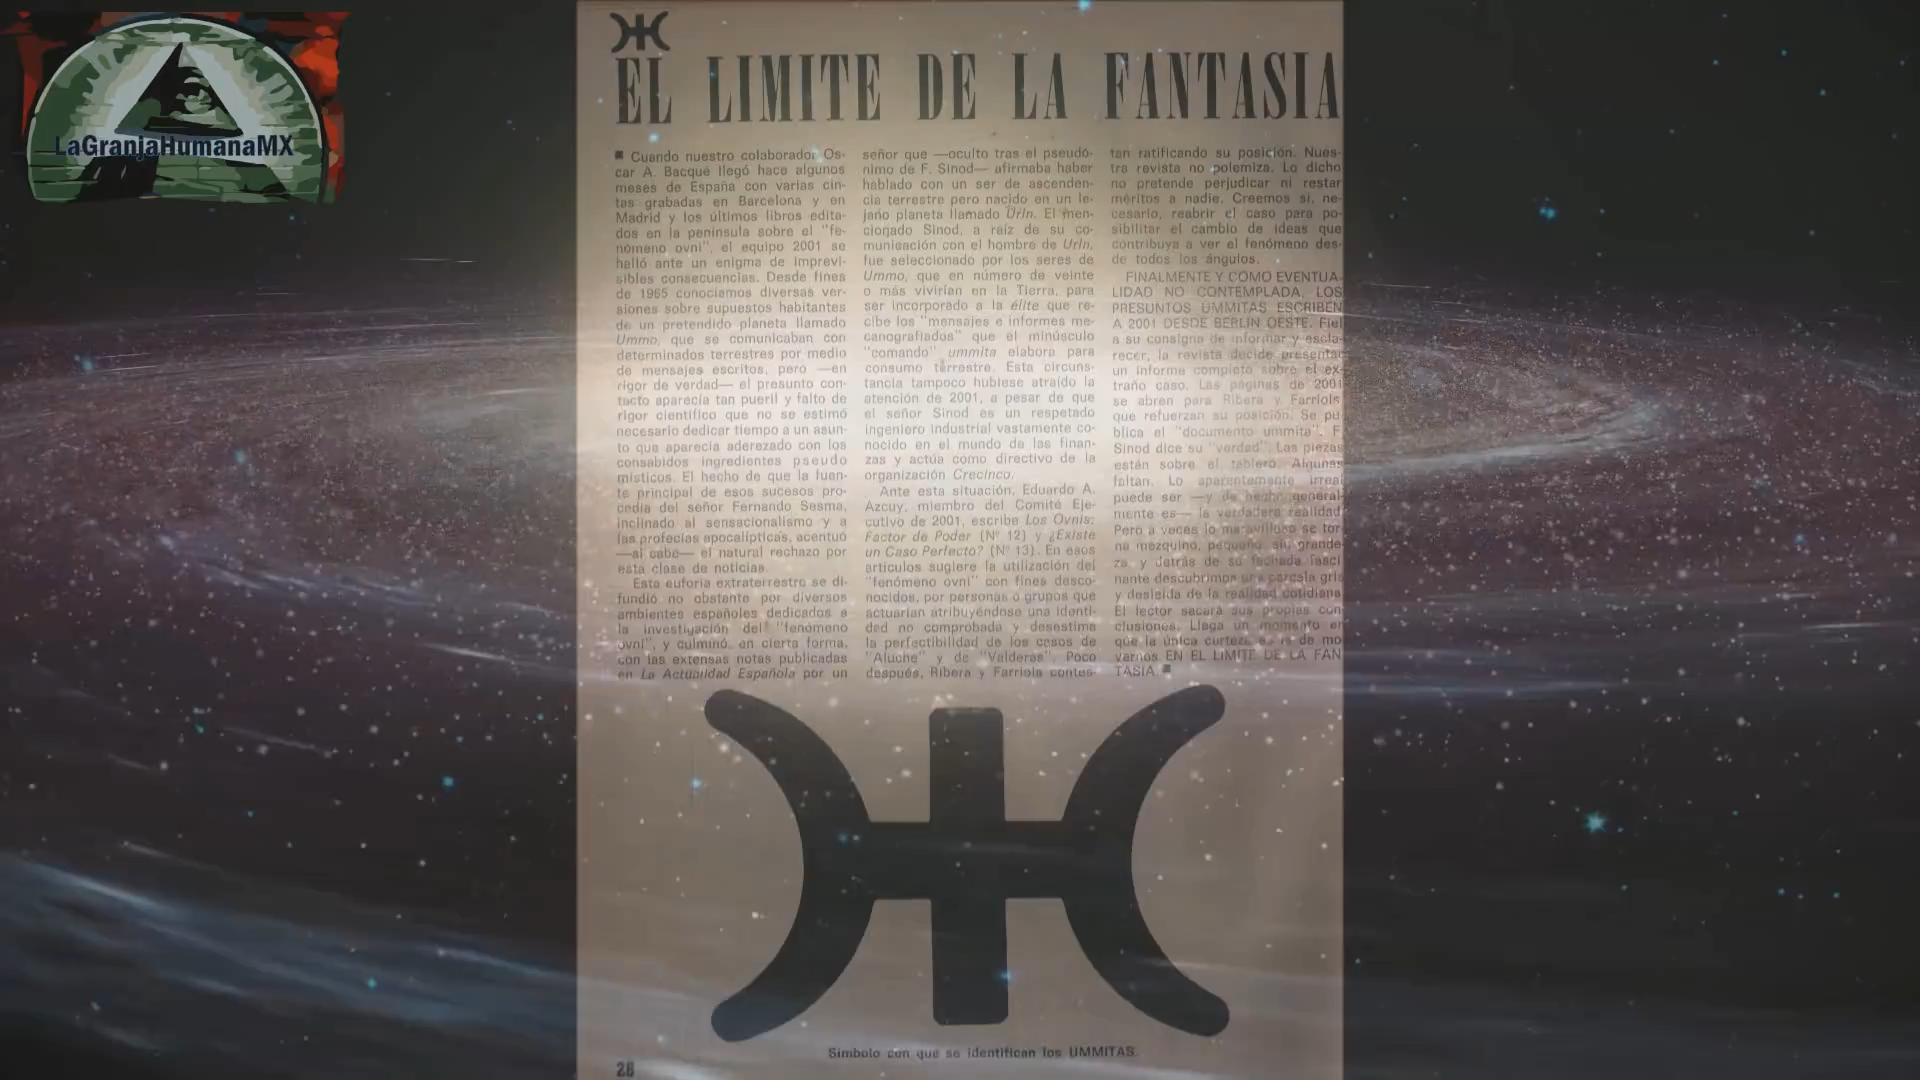 LaGranjaHumanaMX
EL LIMITE DE LA FANTASIA
Cuando nuestro colaborador Os-
car A. Bacqué llegó hace algunos
meses de España con varias cin-
tas grabadas en Barcelona y en
Madrid y los últimos libros edita-
dos en la península sobre el "fe-
nómeno ovni", el equipo 2001 se
halló ante un enigma de imprevi-
sibles consecuencias. Desde fines
de 1965 conocíamos diversas ver-
siones sobre supuestos habitantes
de un pretendido planeta llamado
Ummo, que se comunicaban con
determinados terrestres por medio
de mensajes escritos, pero —en
rigor de verdad— el presunto con-
tacto aparecía tan pueril y falto de
rigor científico que no se estimó
necesario dedicar tiempo a un asun-
to que aparecía aderezado con los
consabidos ingredientes pseudo
místicos. El hecho de que la fuen-
te principal de esos sucesos pro-
cedía del señor Fernando Sesma,
inclinado al sensacionalismo y a
las profecías apocalípticas, acentuó
—si cabe— el natural rechazo por
esta clase de noticias.
Esta euforia extraterrestre se di-
fundió no obstante por diversos
ambientes españoles dedicados a
la investigación del "fenómeno
ovni", y culminó, en cierta forma,
con las extensas notas publicadas
en La Actualidad Española por un
señor que —oculto tras el pseudó-
nimo de F. Sinod— afirmaba haber
hablado con un ser de ascenden-
cia terrestre pero nacido en un le-
jano planeta llamado Urln. El men-
cionado Sinod, a raíz de su co-
municación con el hombre de Urln,
fue seleccionado por los seres de
Ummo, que en número de veinte
o más vivirían en la Tierra, para
ser incorporado a la élite que re-
cibe los "mensajes e informes me-
canografiados" que el minúsculo
"comando" ummita elabora para
consumo terrestre. Esta circuns-
tancia tampoco hubiese atraído la
atención de 2001, a pesar de que
el señor Sinod es un respetado
ingeniero industrial vastamente co-
nocido en el mundo de las finan-
zas y actúa como directivo de la
organización Crecinco.
Ante esta situación, Eduardo A.
Azcuy, miembro del Comité Eje-
cutivo de 2001, escribe Los Ovnis:
Factor de Poder (Nº 12) y ¿Existe
un Caso Perfecto? (Nº 13). En esos
artículos sugiere la utilización del
"fenómeno ovni" con fines desco-
nocidos, por personas o grupos que
actuarían atribuyéndose una identi-
dad no comprobada y desestima
la perfectibilidad de los casos de
"Aluche" y de "Valderas". Poco
después, Ribera y Farriols contes-
tan ratificando su posición. Nues-
tra revista no polemiza. Lo dicho
no pretende perjudicar ni restar
méritos a nadie. Creemos sí, ne-
cesario, reabrir el caso para po-
sibilitar el cambio de ideas que
contribuya a ver el fenómeno des-
de todos los ángulos.
FINALMENTE Y COMO EVENTUA-
LIDAD NO CONTEMPLADA, LOS
PRESUNTOS UMMITAS ESCRIBEN
A 2001 DESDE BERLIN OESTE. Fiel
a su consigna de informar y escla-
recer, la revista decide presentar
un informe completo sobre el ex-
traño caso. Las páginas de 2001
se abren para Ribera y Farriols
que refuerzan su posición. Se pu-
blica el "documento ummita". F.
Sinod dice su "verdad". Las piezas
están sobre el tablero. Algunas
faltan. Lo aparentemente irreal
puede ser —y de hecho general-
mente es— la verdadera realidad.
Pero a veces lo maravilloso se tor-
na mezquino, pequeño, sin grande-
za y detrás de su fachada fasci-
nante descubrimos una parcela gris
y desleída de la realidad cotidiana.
El lector sacará sus propias con-
clusiones. Llega un momento en
que la única certeza es la de mo-
vernos EN EL LIMITE DE LA FAN
TASIA.
Símbolo con que se identifican los UMMITAS.
28